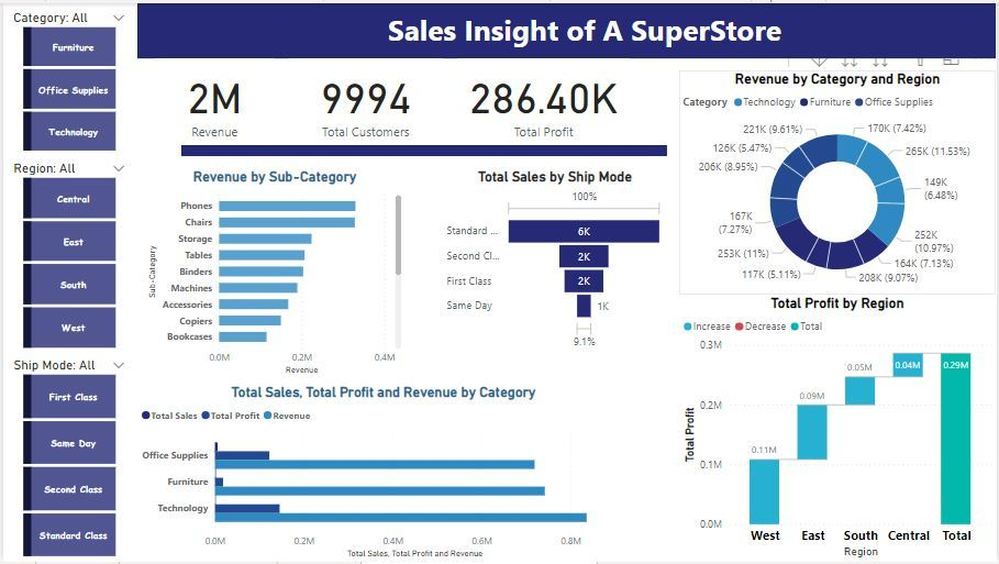 Category: All
Furniture
Office Supplies
Technology
Region: All
Central
East
South
West
Ship Mode: All
First Class
Same Day
Second Class
Standard Class
Sales Insight of A SuperStore
2M
Revenue
9994
Total Customers
286.40K
Total Profit
Revenue by Sub-Category
Sub-Category
Phones
Chairs
Storage
Tables
Binders
Machines
Accessories
Copiers
Bookcases
0.0M 0.2M 0.4M
Revenue
Total Sales by Ship Mode
100%
Standard ... 6K
Second Cl... 2K
First Class 2K
Same Day 1K
9.1%
Total Sales, Total Profit and Revenue by Category
Total Sales Total Profit Revenue
Office Supplies
Furniture
Technology
0.0M 0.2M 0.4M 0.6M 0.8M
Total Sales, Total Profit and Revenue
Revenue by Category and Region
Category Technology Furniture Office Supplies
170K (7.42%)
265K (11.53%)
149K
(6.48%)
252K
(10.97%)
164K (7.13%)
208K (9.07%)
117K (5.11%)
253K (11%)
167K
(7.27%)
206K (8.95%)
126K (5.47%)
221K (9.61%)
Total Profit by Region
Increase Decrease Total
Total Profit
0.3M
0.2M
0.1M
0.0M
0.11M
0.09M
0.05M
0.04M
0.29M
West East South Central Total
Region